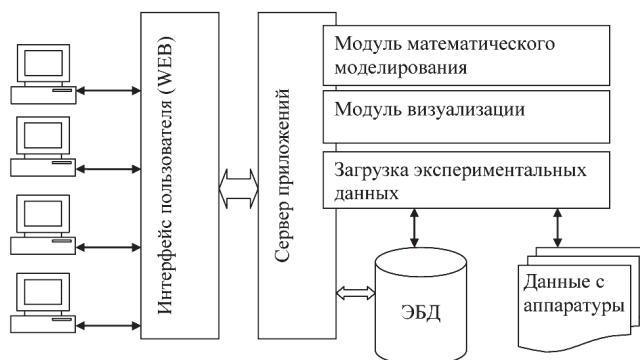 Интерфейс пользователя (WEB)
Сервер приложений
Модуль математического
моделирования
Модуль визуализации
Загрузка экспериментальных
данных
ЭБД
Данные с
аппаратуры